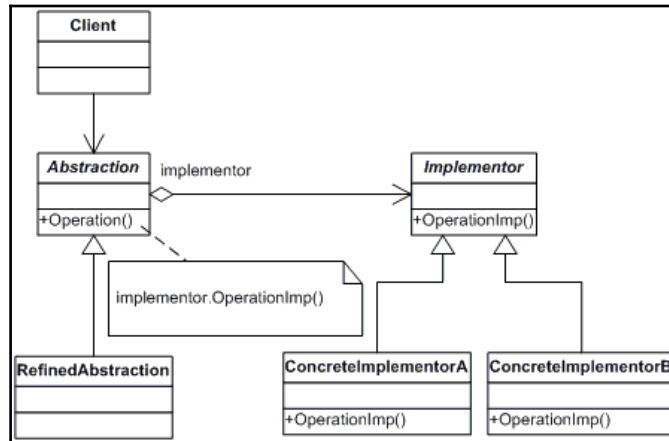 Client
Abstraction
implementor
Implementor
+Operation()
+OperationImp()
implementor.OperationImp()
RefinedAbstraction
ConcreteImplementorA
ConcreteImplementorB
+OperationImp()
+OperationImp()